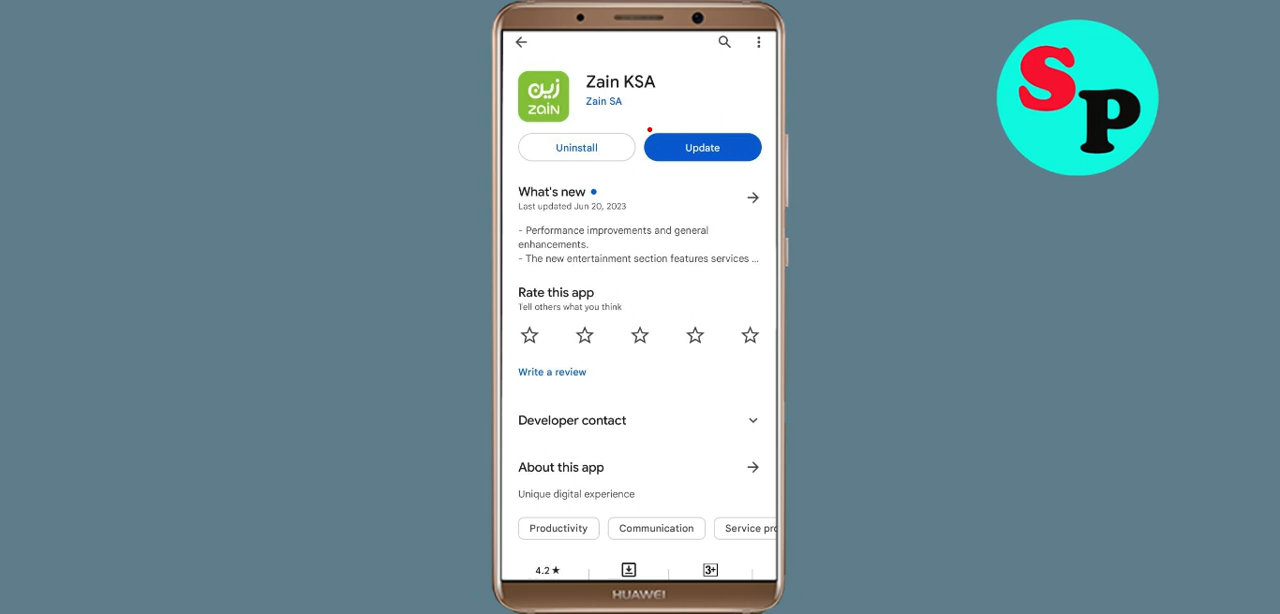 زين
zain
Zain KSA
Zain SA
Uninstall
Update
What's new
Last updated Jun 20, 2023
- Performance improvements and general
enhancements.
- The new entertainment section features services ...
Rate this app
Tell others what you think
Write a review
Developer contact
About this app
Unique digital experience
Productivity
Communication
Service pro
4.2★
3+
HUAWEI
SP